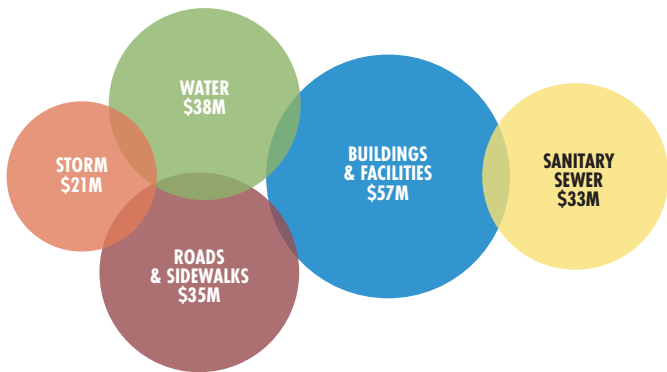 WATER
$38M
STORM
$21M
BUILDINGS
& FACILITIES
$57M
SANITARY
SEWER
$33M
ROADS
& SIDEWALKS
$35M